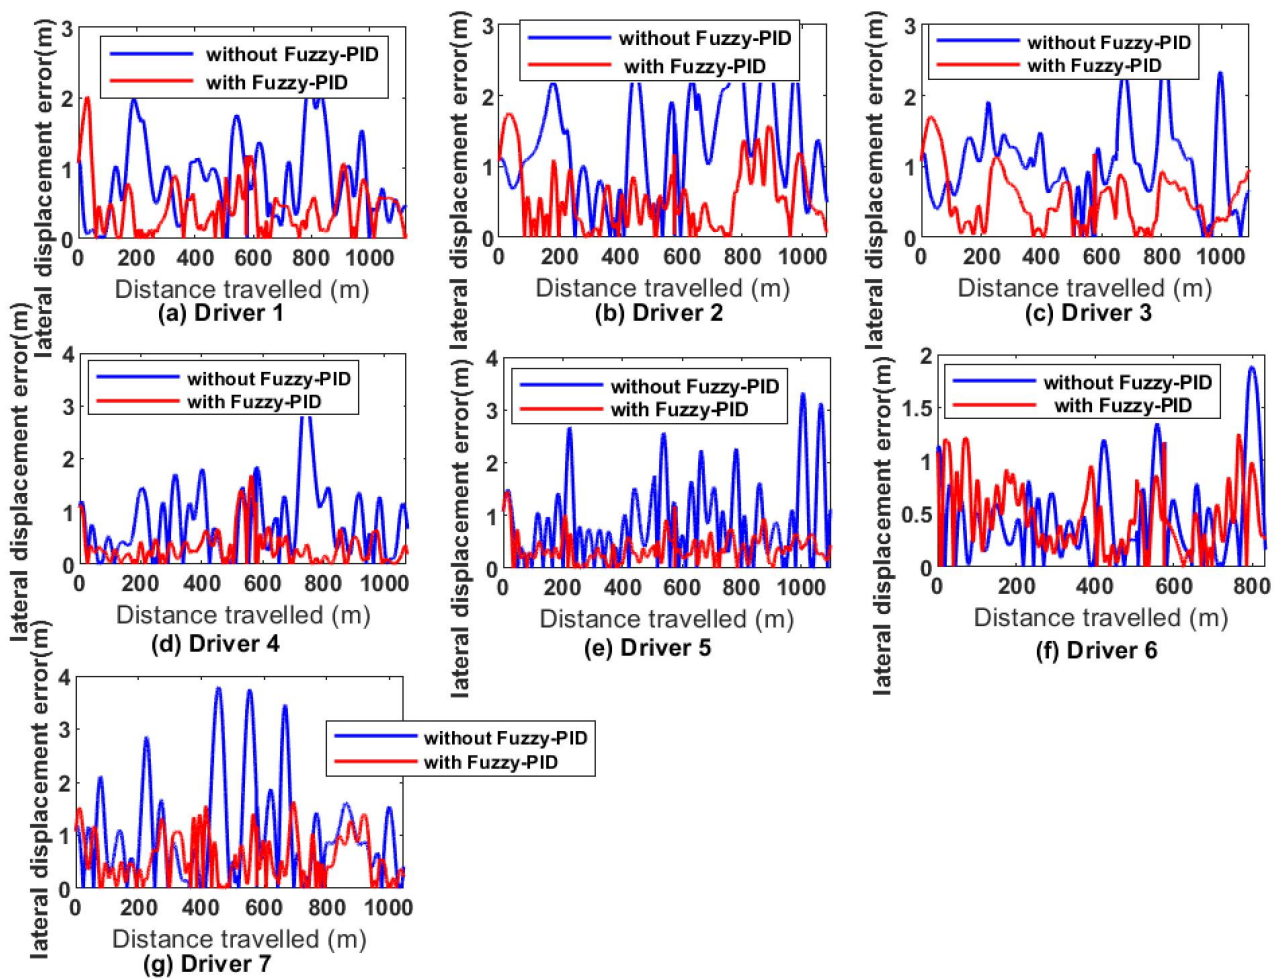 lateral displacement error(m)
3
2
1
0
without Fuzzy-PID
with Fuzzy-PID
0 200 400 600 800 1000
Distance travelled (m)
(a) Driver 1
lateral displacement error(m)
3
2
1
0
without Fuzzy-PID
with Fuzzy-PID
0 200 400 600 800 1000
Distance travelled (m)
(b) Driver 2
lateral displacement error(m)
3
2
1
0
without Fuzzy-PID
with Fuzzy-PID
0 200 400 600 800 1000
Distance travelled (m)
(c) Driver 3
lateral displacement error(m)
4
3
2
1
0
without Fuzzy-PID
with Fuzzy-PID
0 200 400 600 800 1000
Distance travelled (m)
(d) Driver 4
lateral displacement error(m)
4
3
2
1
0
without Fuzzy-PID
with Fuzzy-PID
0 200 400 600 800 1000
Distance travelled (m)
(e) Driver 5
lateral displacement error(m)
2
1.5
1
0.5
0
without Fuzzy-PID
with Fuzzy-PID
0 200 400 600 800
Distance travelled (m)
(f) Driver 6
lateral displacement error(m)
4
3
2
1
0
without Fuzzy-PID
with Fuzzy-PID
0 200 400 600 800 1000
Distance travelled (m)
(g) Driver 7